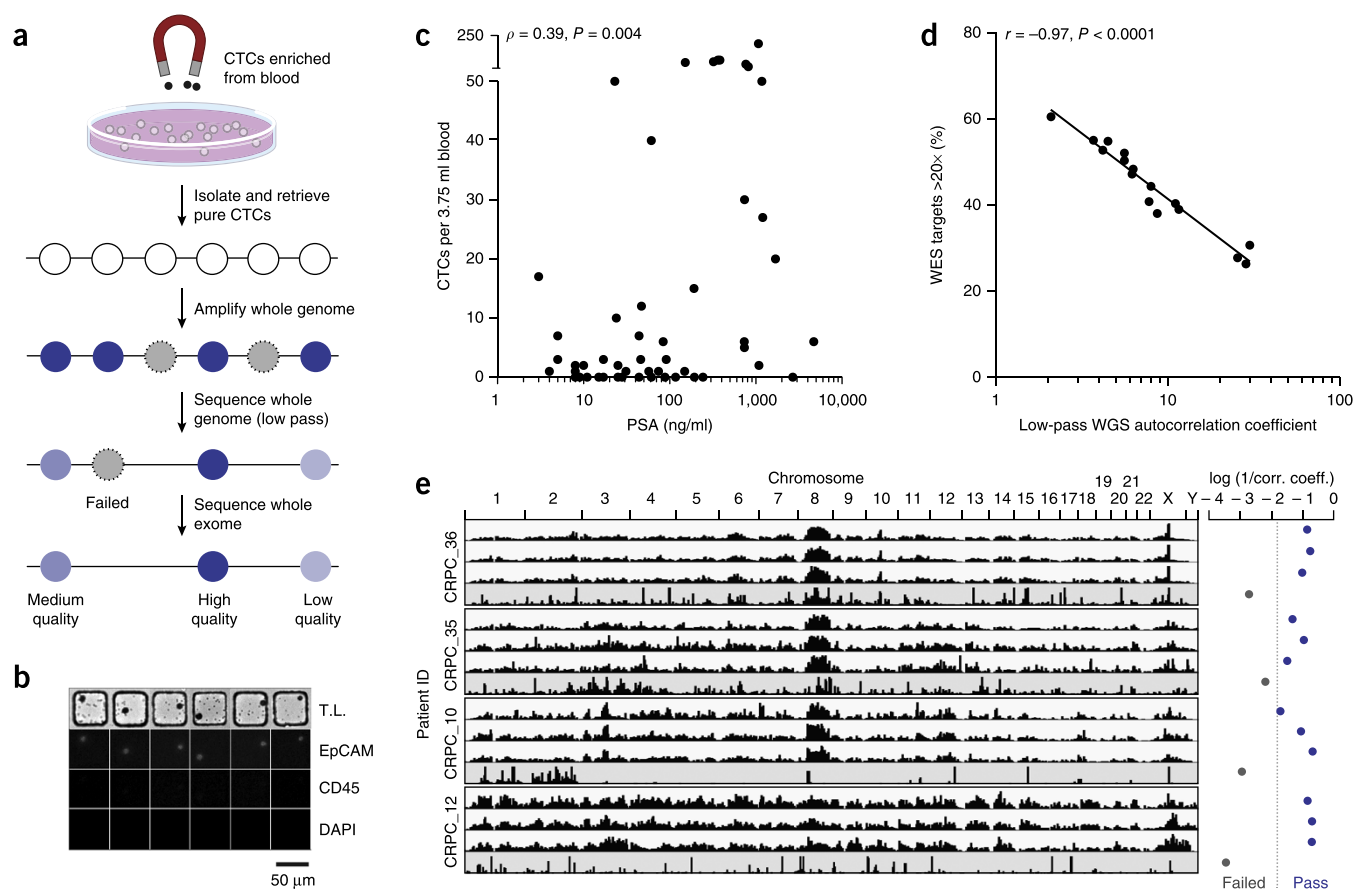 a
CTCs enriched
from blood
Isolate and retrieve
pure CTCs
Amplify whole genome
Sequence whole
genome (low pass)
Failed
Sequence whole
exome
Medium
quality
High
quality
Low
quality
b
T.L.
EpCAM
CD45
DAPI
50 μm
c
ρ = 0.39, P = 0.004
250
50
40
30
20
10
0
CTCs per 3.75 ml blood
1
10
100
1,000
10,000
PSA (ng/ml)
d
r = –0.97, P < 0.0001
80
60
40
20
0
WES targets >20× (%)
1
10
100
Low-pass WGS autocorrelation coefficient
e
Chromosome
1 2 3 4 5 6 7 8 9 10 11 12 13 14 15 16 17 18 19 20 21 22 X Y
log (1/corr. coeff.)
–4 –3 –2 –1 0
Patient ID
CRPC_36
CRPC_35
CRPC_10
CRPC_12
Failed
Pass